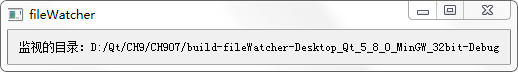 fileWatcher
监视的目录：D:/Qt/CH9/CH907/build-fileWatcher-Desktop_Qt_5_8_0_MinGW_32bit-Debug